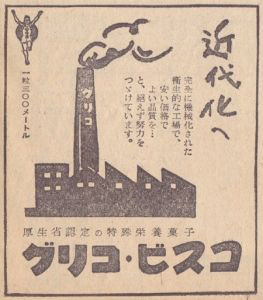 近代化へ
完全に機械化された
衛生的な工場で、
安い価格で
よい品質を…
と、絶えず努力を
つゞけています。
一粒三〇〇メートル
グリコ
厚生省認定の特殊栄養菓子
グリコ・ビスコ